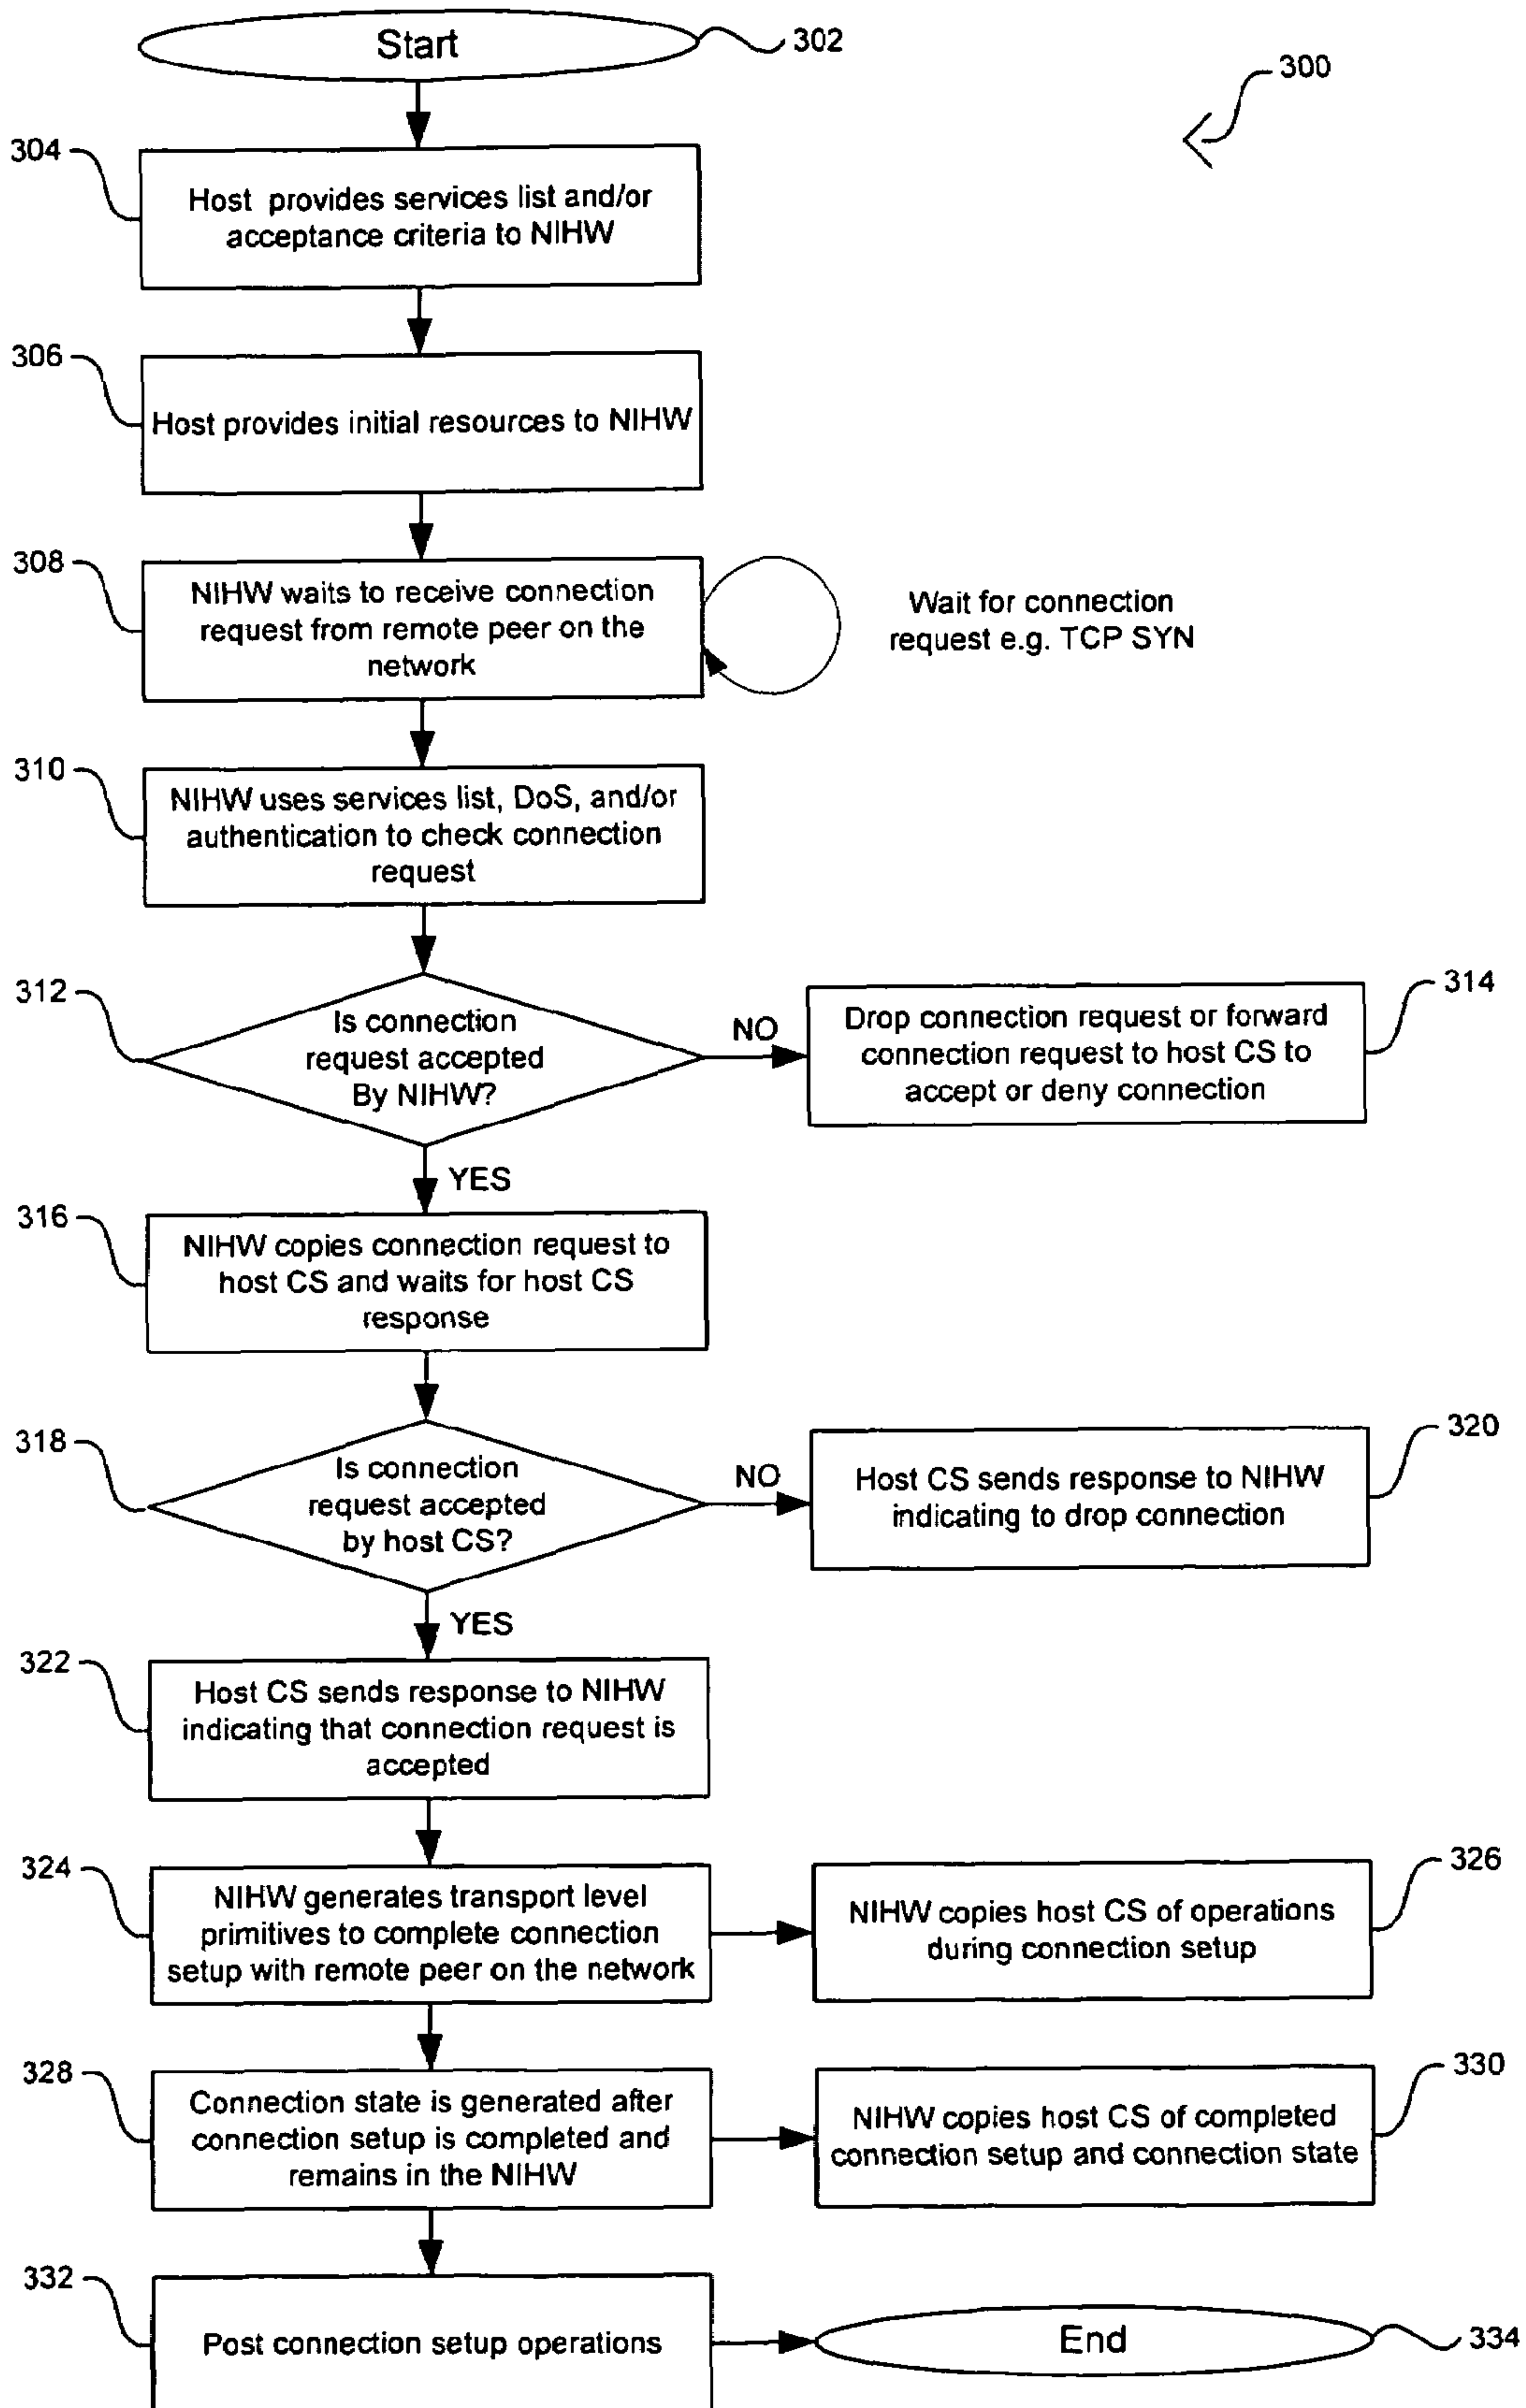 Start
302
300
304
Host provides services list and/or
acceptance criteria to NIHW
306
Host provides initial resources to NIHW
308
NIHW waits to receive connection
request from remote peer on the
network
Wait for connection
request e.g. TCP SYN
310
NIHW uses services list, DoS, and/or
authentication to check connection
request
312
Is connection
request accepted
By NIHW?
NO
314
Drop connection request or forward
connection request to host CS to
accept or deny connection
YES
316
NIHW copies connection request to
host CS and waits for host CS
response
318
Is connection
request accepted
by host CS?
NO
320
Host CS sends response to NIHW
indicating to drop connection
YES
322
Host CS sends response to NIHW
indicating that connection request is
accepted
324
NIHW generates transport level
primitives to complete connection
setup with remote peer on the network
326
NIHW copies host CS of operations
during connection setup
328
Connection state is generated after
connection setup is completed and
remains in the NIHW
330
NIHW copies host CS of completed
connection setup and connection state
332
Post connection setup operations
End
334